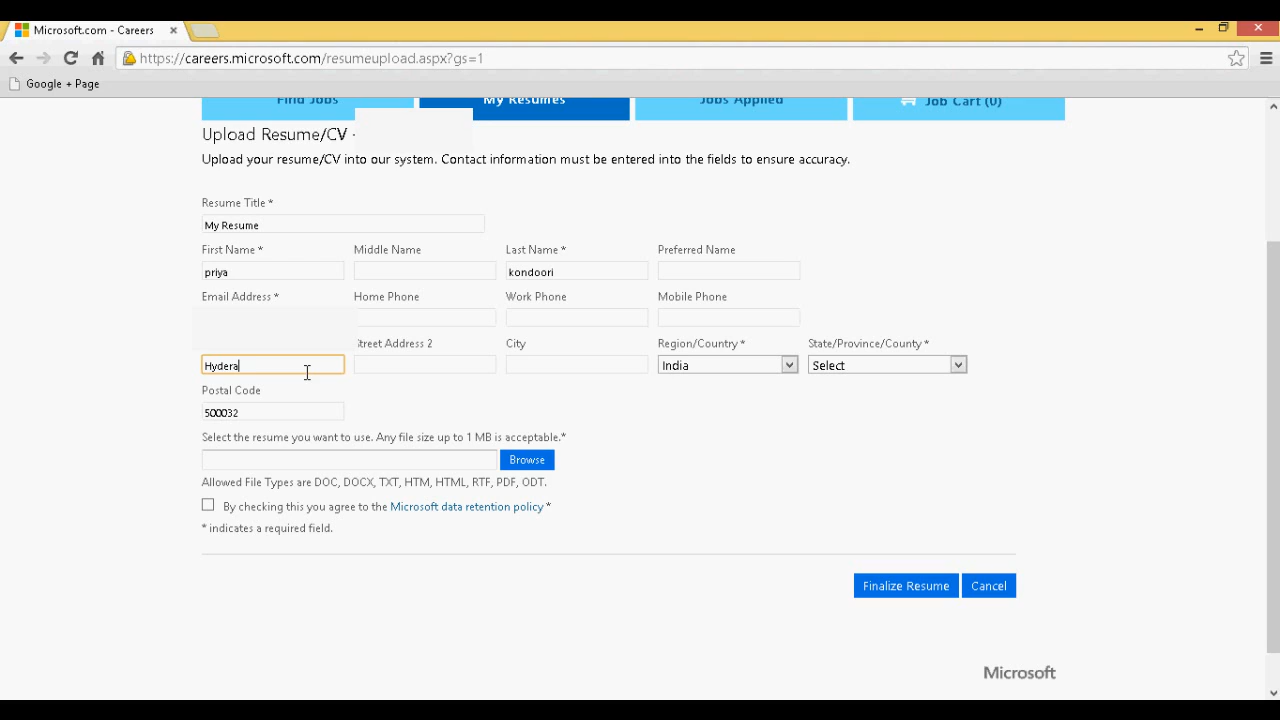 Microsoft.com - Careers
https://careers.microsoft.com/resumeupload.aspx?gs=1
Google + Page
Find Jobs My Resumes Jobs Applied Job Cart (0)
Upload Resume/CV -
Upload your resume/CV into our system. Contact information must be entered into the fields to ensure accuracy.
Resume Title *
My Resume
First Name * Middle Name Last Name * Preferred Name
priya kondoori
Email Address * Home Phone Work Phone Mobile Phone
Street Address 2 City Region/Country * State/Province/County *
Hydera India Select
Postal Code
500032
Select the resume you want to use. Any file size up to 1 MB is acceptable.*
Browse
Allowed File Types are DOC, DOCX, TXT, HTM, HTML, RTF, PDF, ODT.
By checking this you agree to the Microsoft data retention policy *
* indicates a required field.
Finalize Resume Cancel
Microsoft